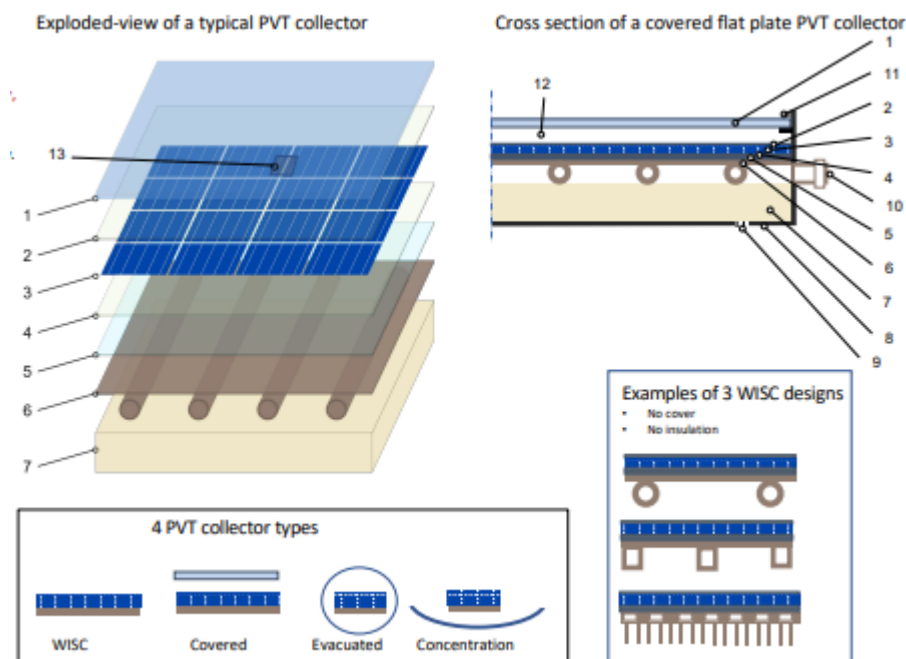 Exploded-view of a typical PVT collector
13
1
2
3
4
5
6
7
Cross section of a covered flat plate PVT collector
1
11
12
2
3
4
10
5
6
7
8
9
4 PVT collector types
WISC
Covered
Evacuated
Concentration
Examples of 3 WISC designs
• No cover
• No insulation